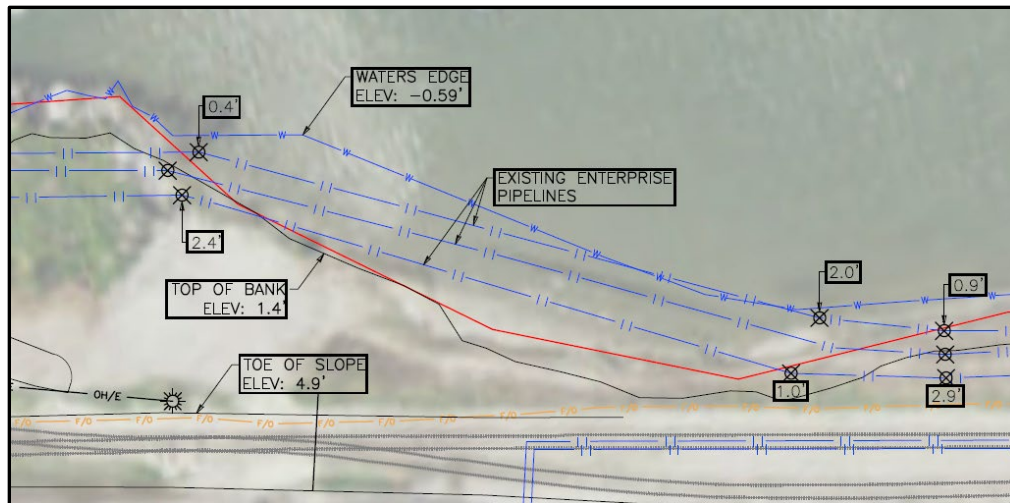 WATERS EDGE
ELEV: -0.59'
0.4'
EXISTING ENTERPRISE
PIPELINES
2.4'
2.0'
0.9'
TOP OF BANK
ELEV: 1.4'
TOE OF SLOPE
ELEV: 4.9'
1.0'
2.9'
OH/E
W W W W W W W W W W W
F/O F/O F/O F/O F/O F/O F/O F/O F/O F/O F/O